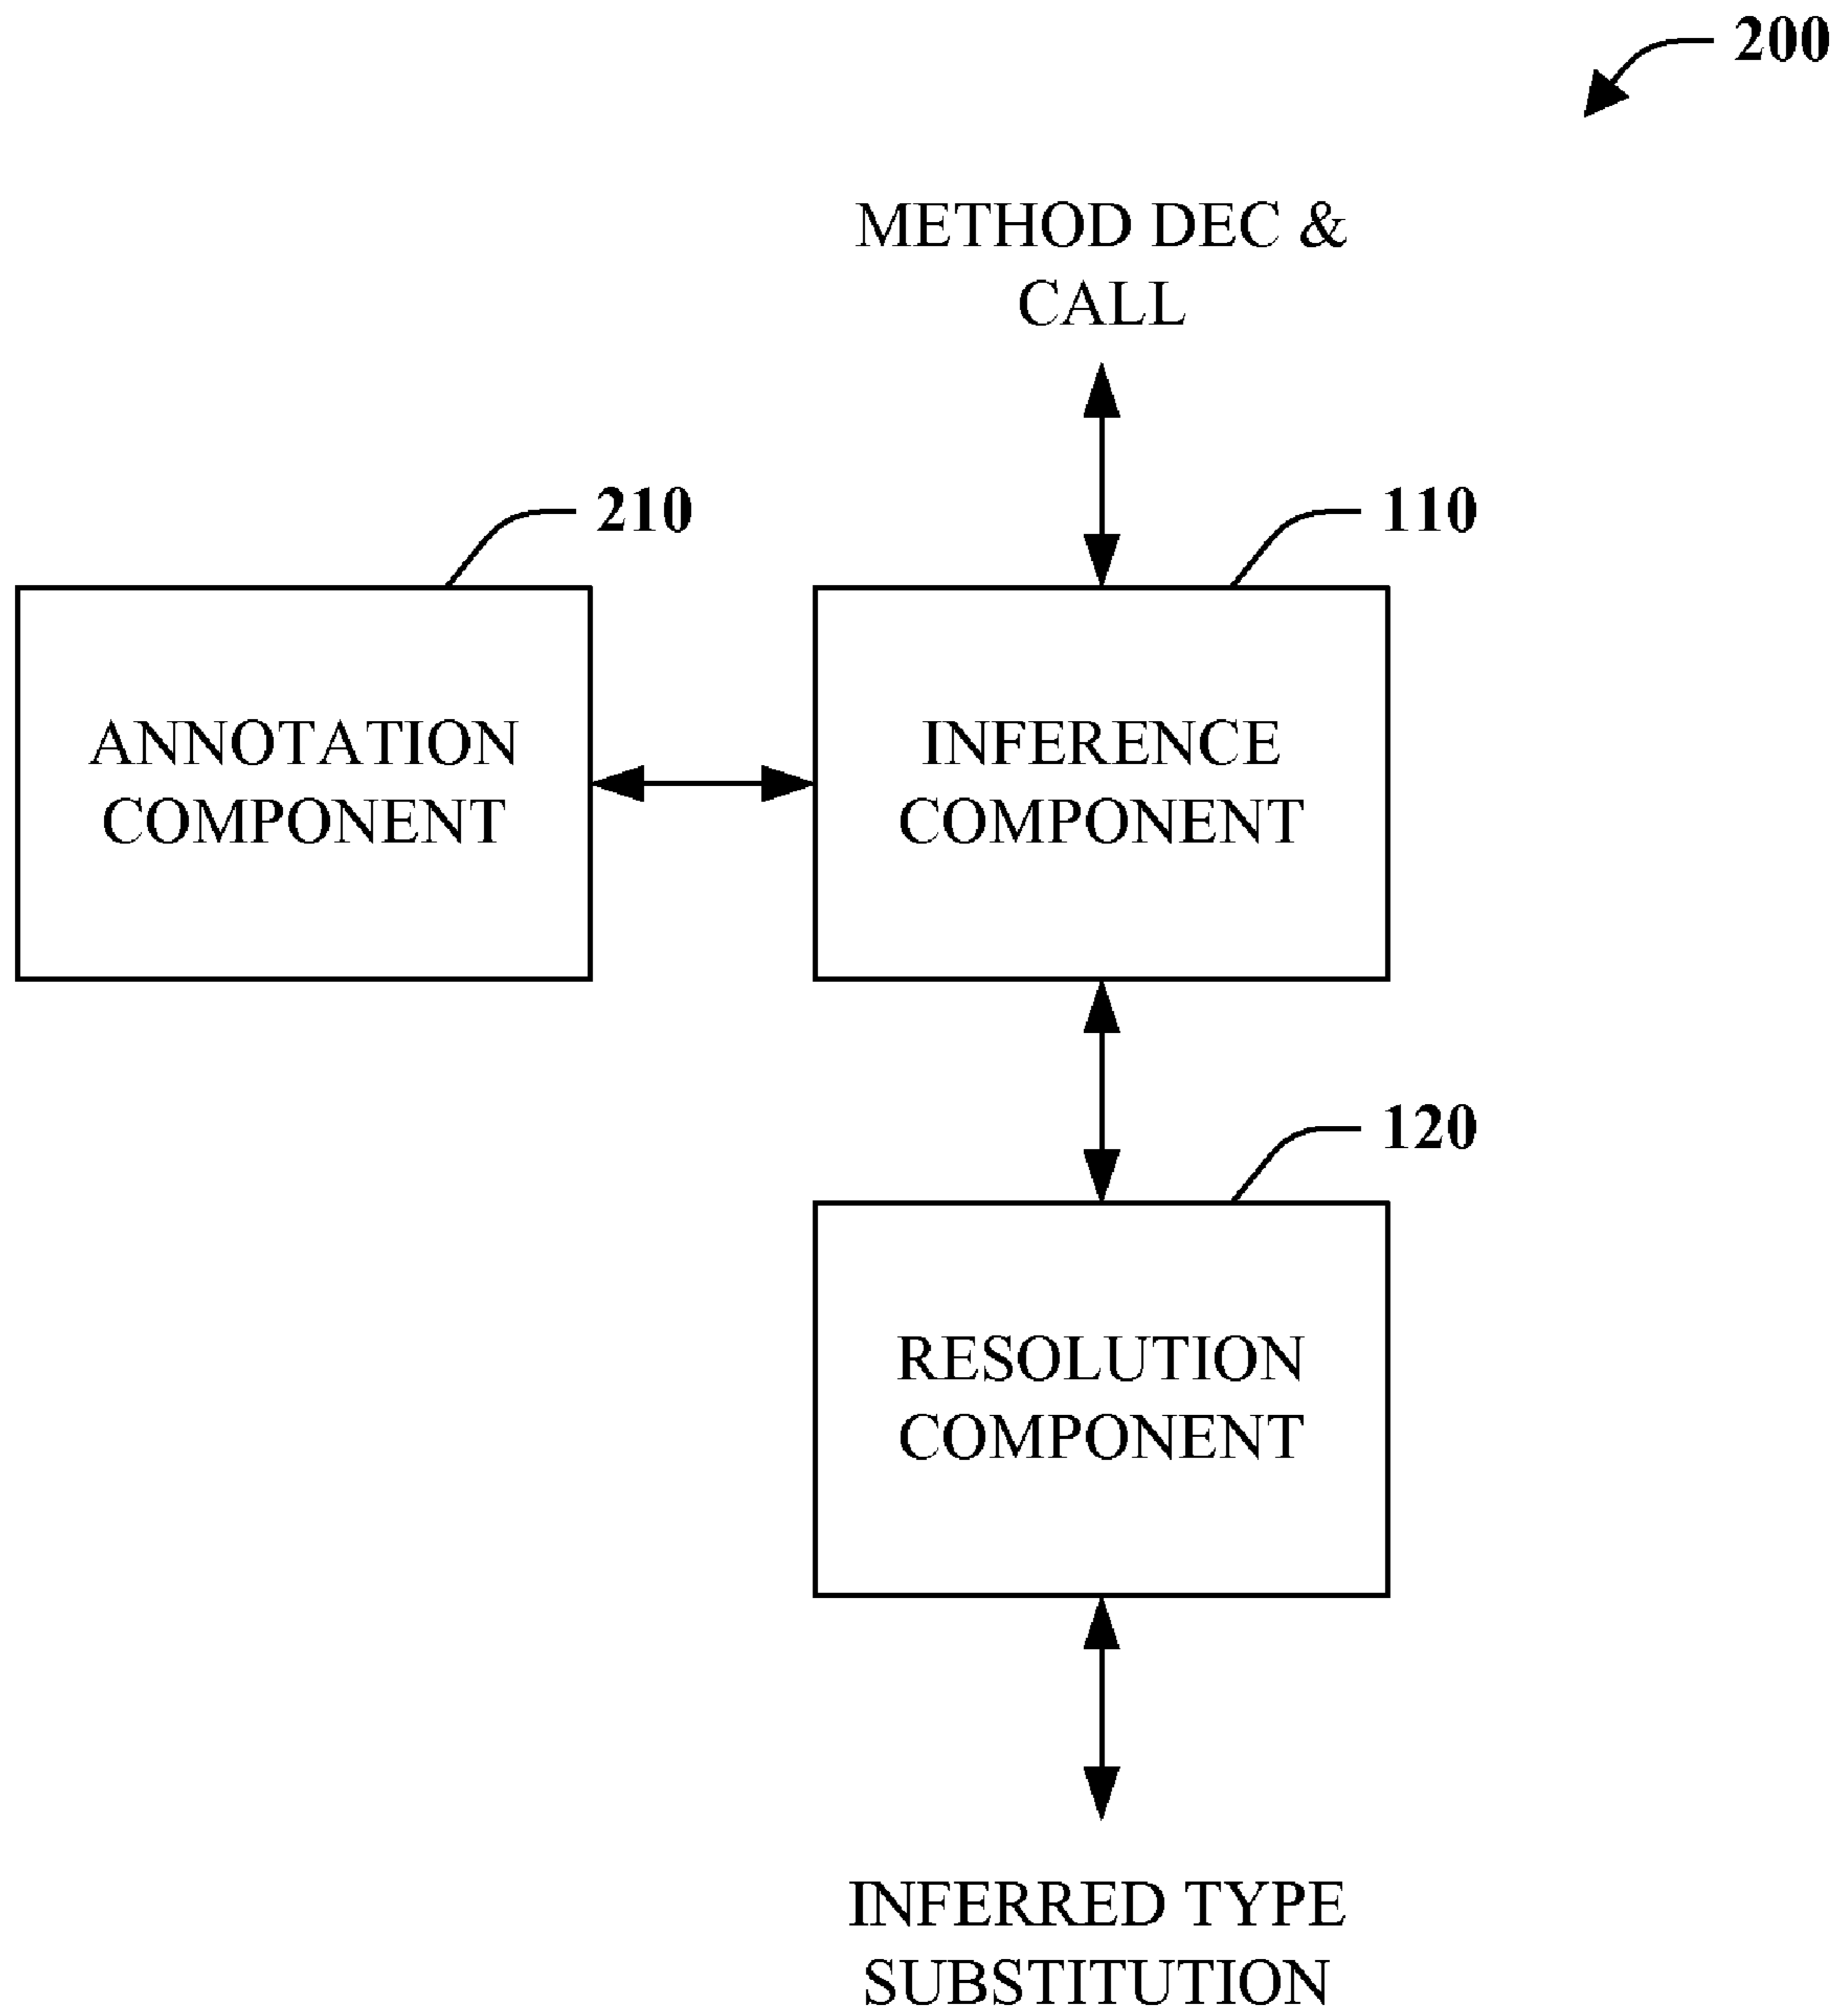 200
METHOD DEC &
CALL
210
110
ANNOTATION
COMPONENT
INFERENCE
COMPONENT
120
RESOLUTION
COMPONENT
INFERRED TYPE
SUBSTITUTION